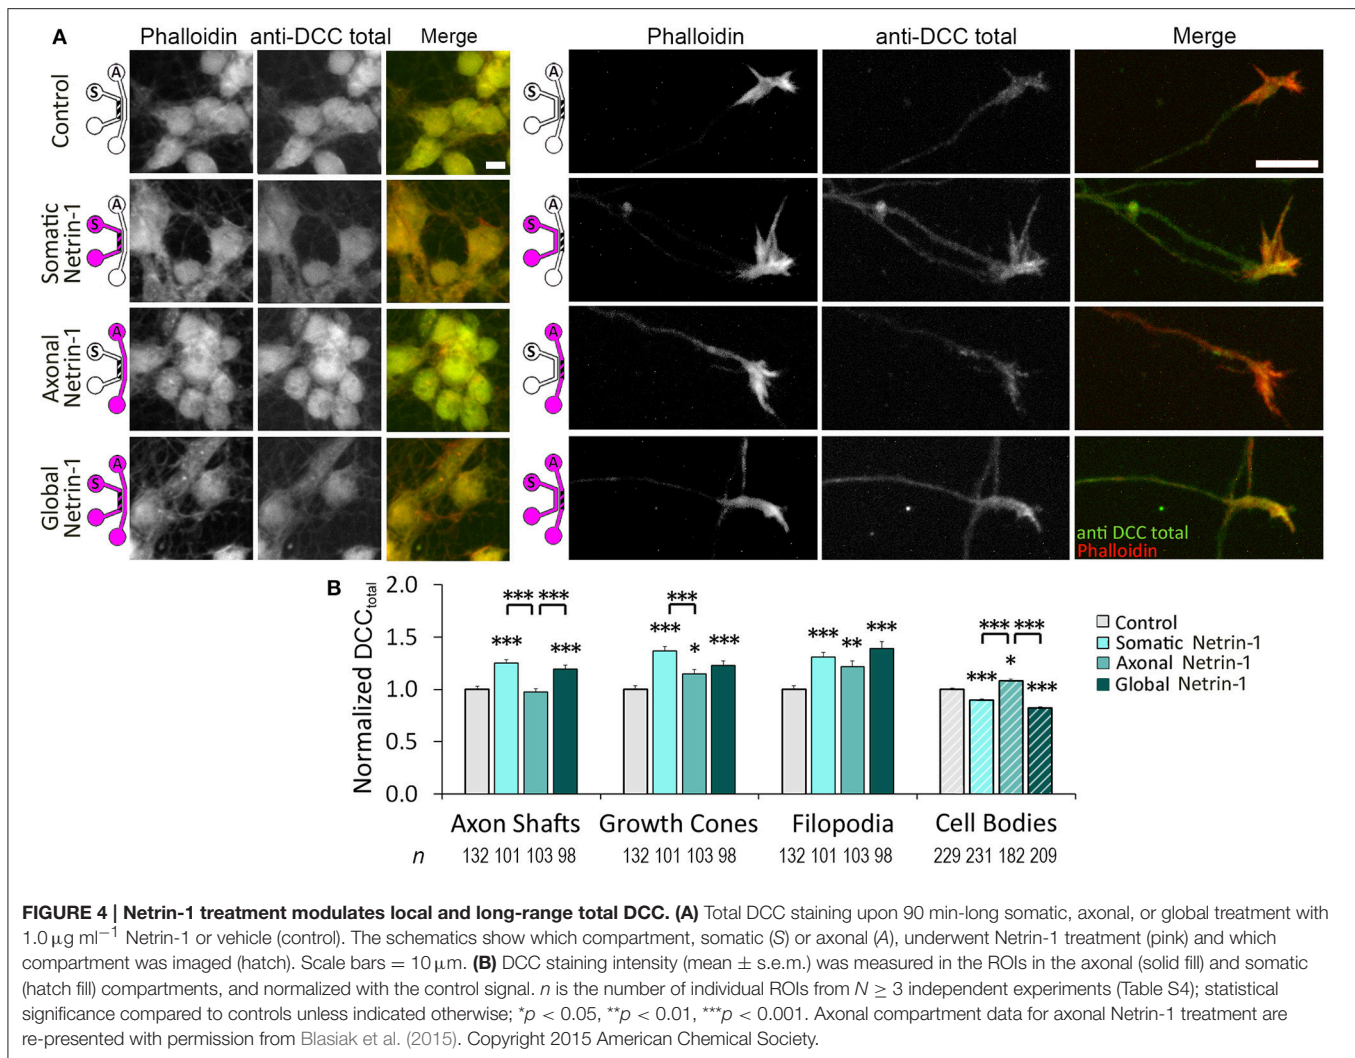 A
Phalloidin anti-DCC total Merge Phalloidin anti-DCC total Merge
Control
A
S
A
S
Somatic
Netrin-1
A
S
A
S
Axonal
Netrin-1
A
S
A
S
Global
Netrin-1
A
S
A
S
anti DCC total
Phalloidin
B
Normalized DCCtotal
2.0
1.5
1.0
0.5
0.0
*** ***
*** ***
***
*** * ***
*** ** ***
*** ***
*** * ***
Control
Somatic Netrin-1
Axonal Netrin-1
Global Netrin-1
Axon Shafts Growth Cones Filopodia Cell Bodies
n 132 101 103 98 132 101 103 98 132 101 103 98 229 231 182 209
FIGURE 4 | Netrin-1 treatment modulates local and long-range total DCC. (A) Total DCC staining upon 90 min-long somatic, axonal, or global treatment with
1.0 μg ml−1 Netrin-1 or vehicle (control). The schematics show which compartment, somatic (S) or axonal (A), underwent Netrin-1 treatment (pink) and which
compartment was imaged (hatch). Scale bars = 10 μm. (B) DCC staining intensity (mean ± s.e.m.) was measured in the ROIs in the axonal (solid fill) and somatic
(hatch fill) compartments, and normalized with the control signal. n is the number of individual ROIs from N ≥ 3 independent experiments (Table S4); statistical
significance compared to controls unless indicated otherwise; *p < 0.05, **p < 0.01, ***p < 0.001. Axonal compartment data for axonal Netrin-1 treatment are
re-presented with permission from Blasiak et al. (2015). Copyright 2015 American Chemical Society.